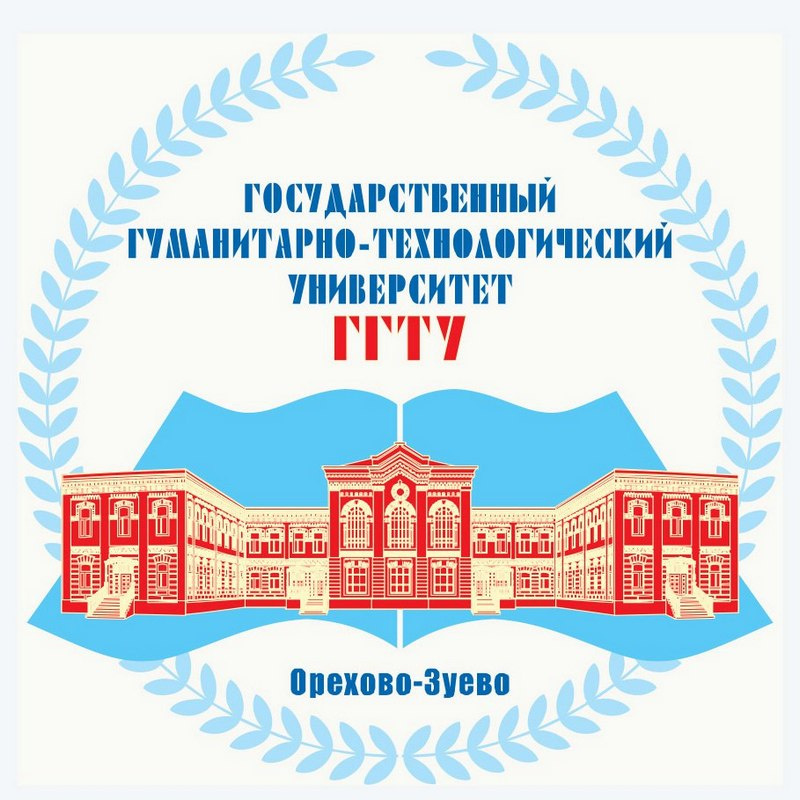 ГОСУДАРСТВЕННЫЙ
ГУМАНИТАРНО-ТЕХНОЛОГИЧЕСКИЙ
УНИВЕРСИТЕТ
ГГТУ
Орехово-Зуево